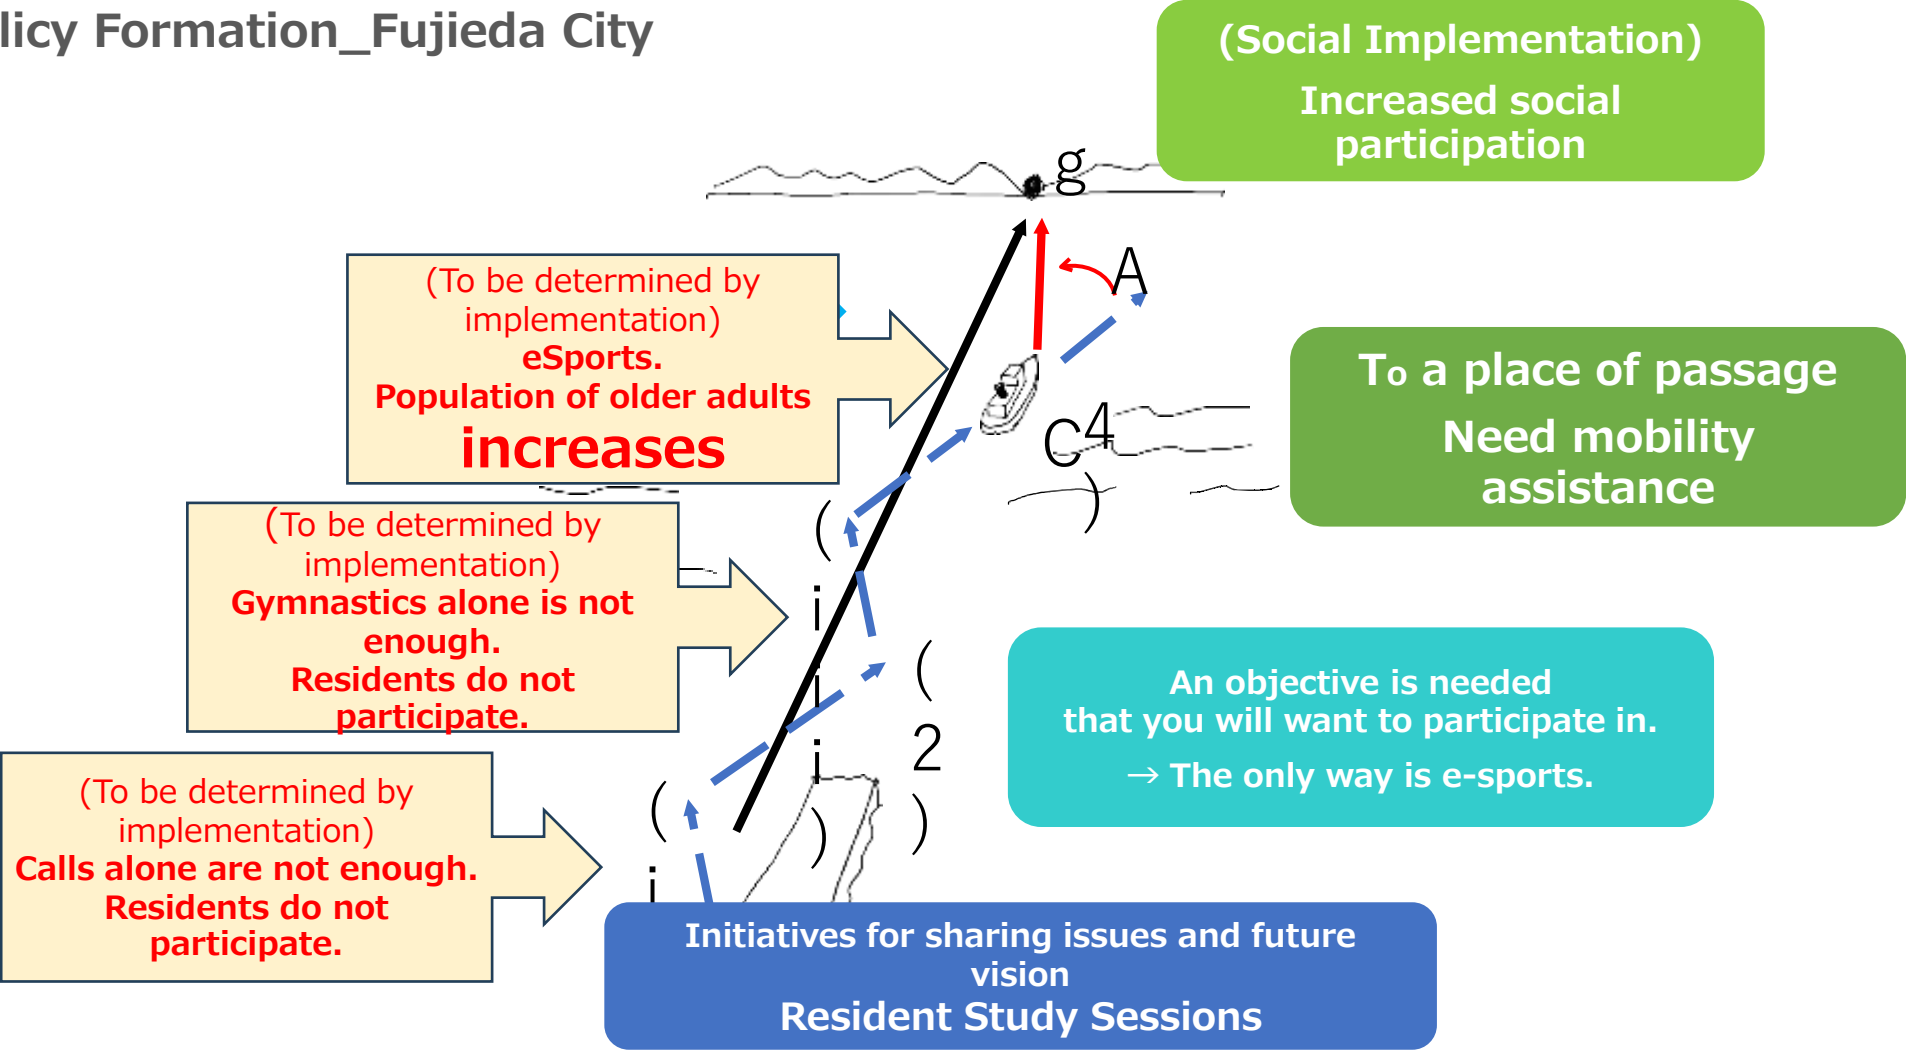 licy Formation_Fujieda City
(Social Implementation)
Increased social
participation
g
A
(To be determined by
implementation)
eSports.
Population of older adults
increases
To a place of passage
Need mobility
assistance
C4
)
(To be determined by
implementation)
Gymnastics alone is not
enough.
Residents do not
participate.
(
i
i
i
)
(
2
)
An objective is needed
that you will want to participate in.
→ The only way is e-sports.
(To be determined by
implementation)
Calls alone are not enough.
Residents do not
participate.
(
i
Initiatives for sharing issues and future
vision
Resident Study Sessions